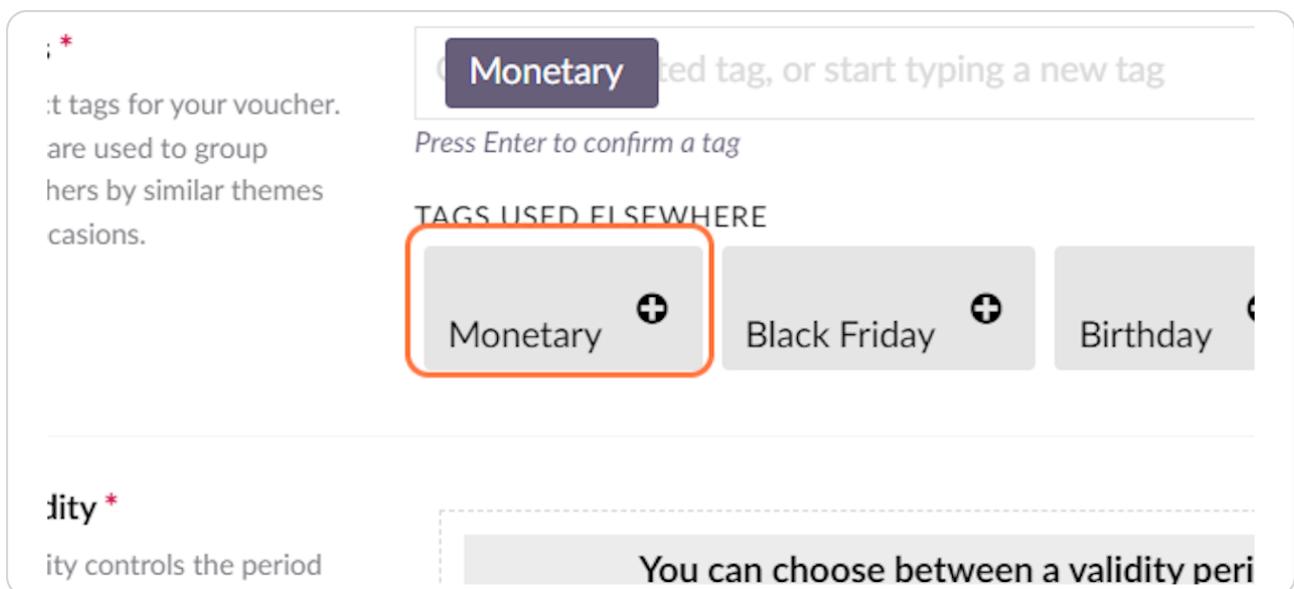 *
Monetary ted tag, or start typing a new tag
t tags for your voucher.
are used to group
Press Enter to confirm a tag
hers by similar themes
casions.
TAGS USED ELSEWHERE
Monetary
Black Friday
Birthday
dity *
ity controls the period
You can choose between a validity peri